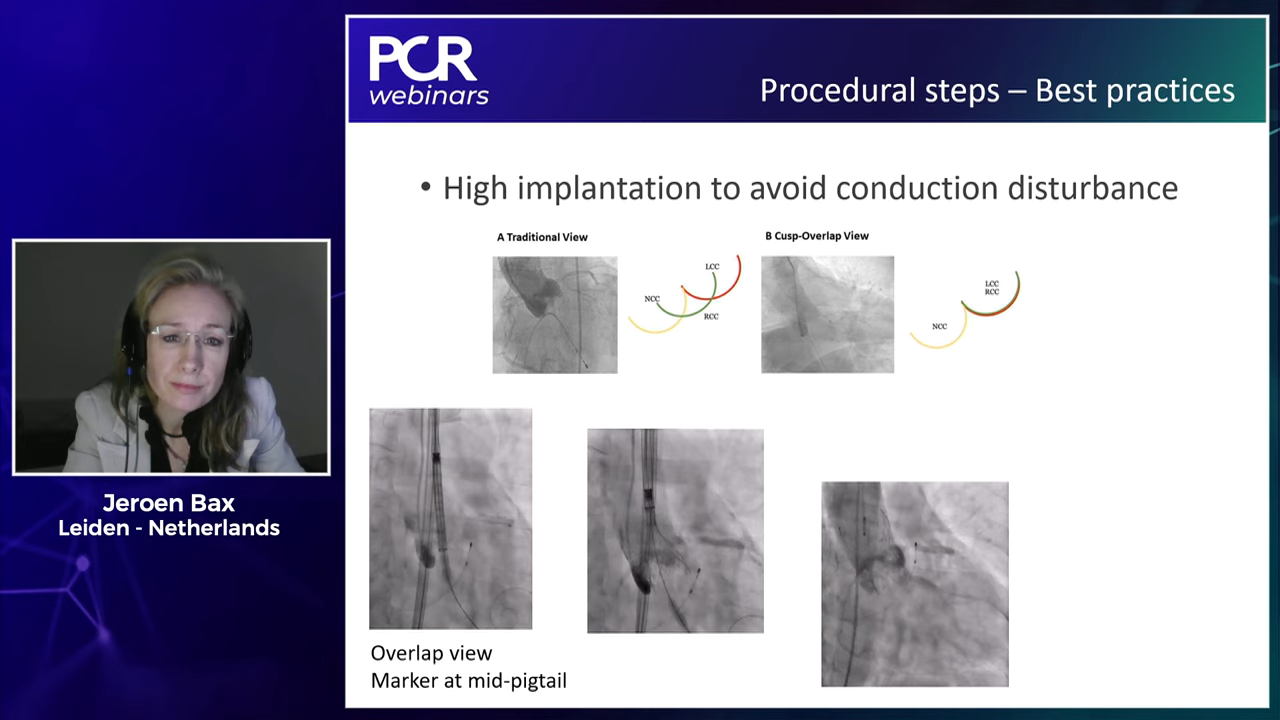 PCR
webinars
Procedural steps – Best practices
• High implantation to avoid conduction disturbance
A Traditional View
B Cusp-Overlap View
LCC
NCC
RCC
LCC
RCC
NCC
Jeroen Bax
Leiden - Netherlands
Overlap view
Marker at mid-pigtail